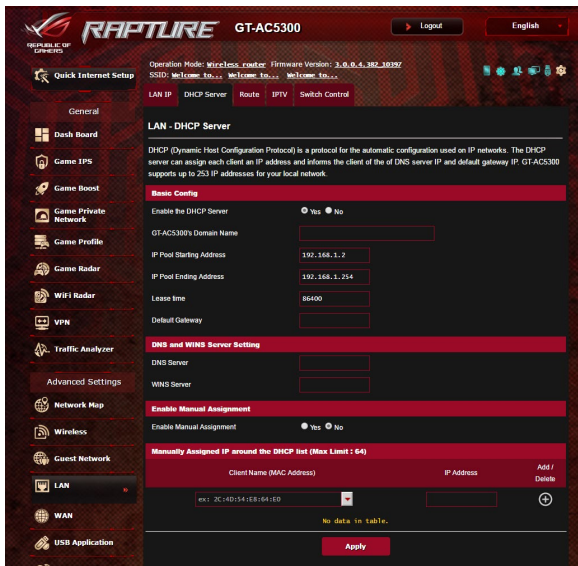 REPUBLIC OF
GAMERS
RAPTURE
GT-AC5300
Logout
English
Quick Internet Setup
Operation Mode: Wireless router Firmware Version: 3.0.0.4.382_10397
SSID: Welcome to... Welcome to... Welcome to...
LAN IP DHCP Server Route IPTV Switch Control
General
Dash Board
Game IPS
Game Boost
Game Private
Network
Game Profile
Game Radar
WiFi Radar
VPN
Traffic Analyzer
Advanced Settings
Network Map
Wireless
Guest Network
LAN
WAN
USB Application
LAN - DHCP Server
DHCP (Dynamic Host Configuration Protocol) is a protocol for the automatic configuration used on IP networks. The DHCP
server can assign each client an IP address and informs the client of the of DNS server IP and default gateway IP. GT-AC5300
supports up to 253 IP addresses for your local network.
Basic Config
Enable the DHCP Server Yes No
GT-AC5300's Domain Name
IP Pool Starting Address 192.168.1.2
IP Pool Ending Address 192.168.1.254
Lease time 86400
Default Gateway
DNS and WINS Server Setting
DNS Server
WINS Server
Enable Manual Assignment
Enable Manual Assignment Yes No
Manually Assigned IP around the DHCP list (Max Limit : 64)
Client Name (MAC Address) IP Address Add /
Delete
ex: 2C:4D:54:E8:64:E0
No data in table.
Apply